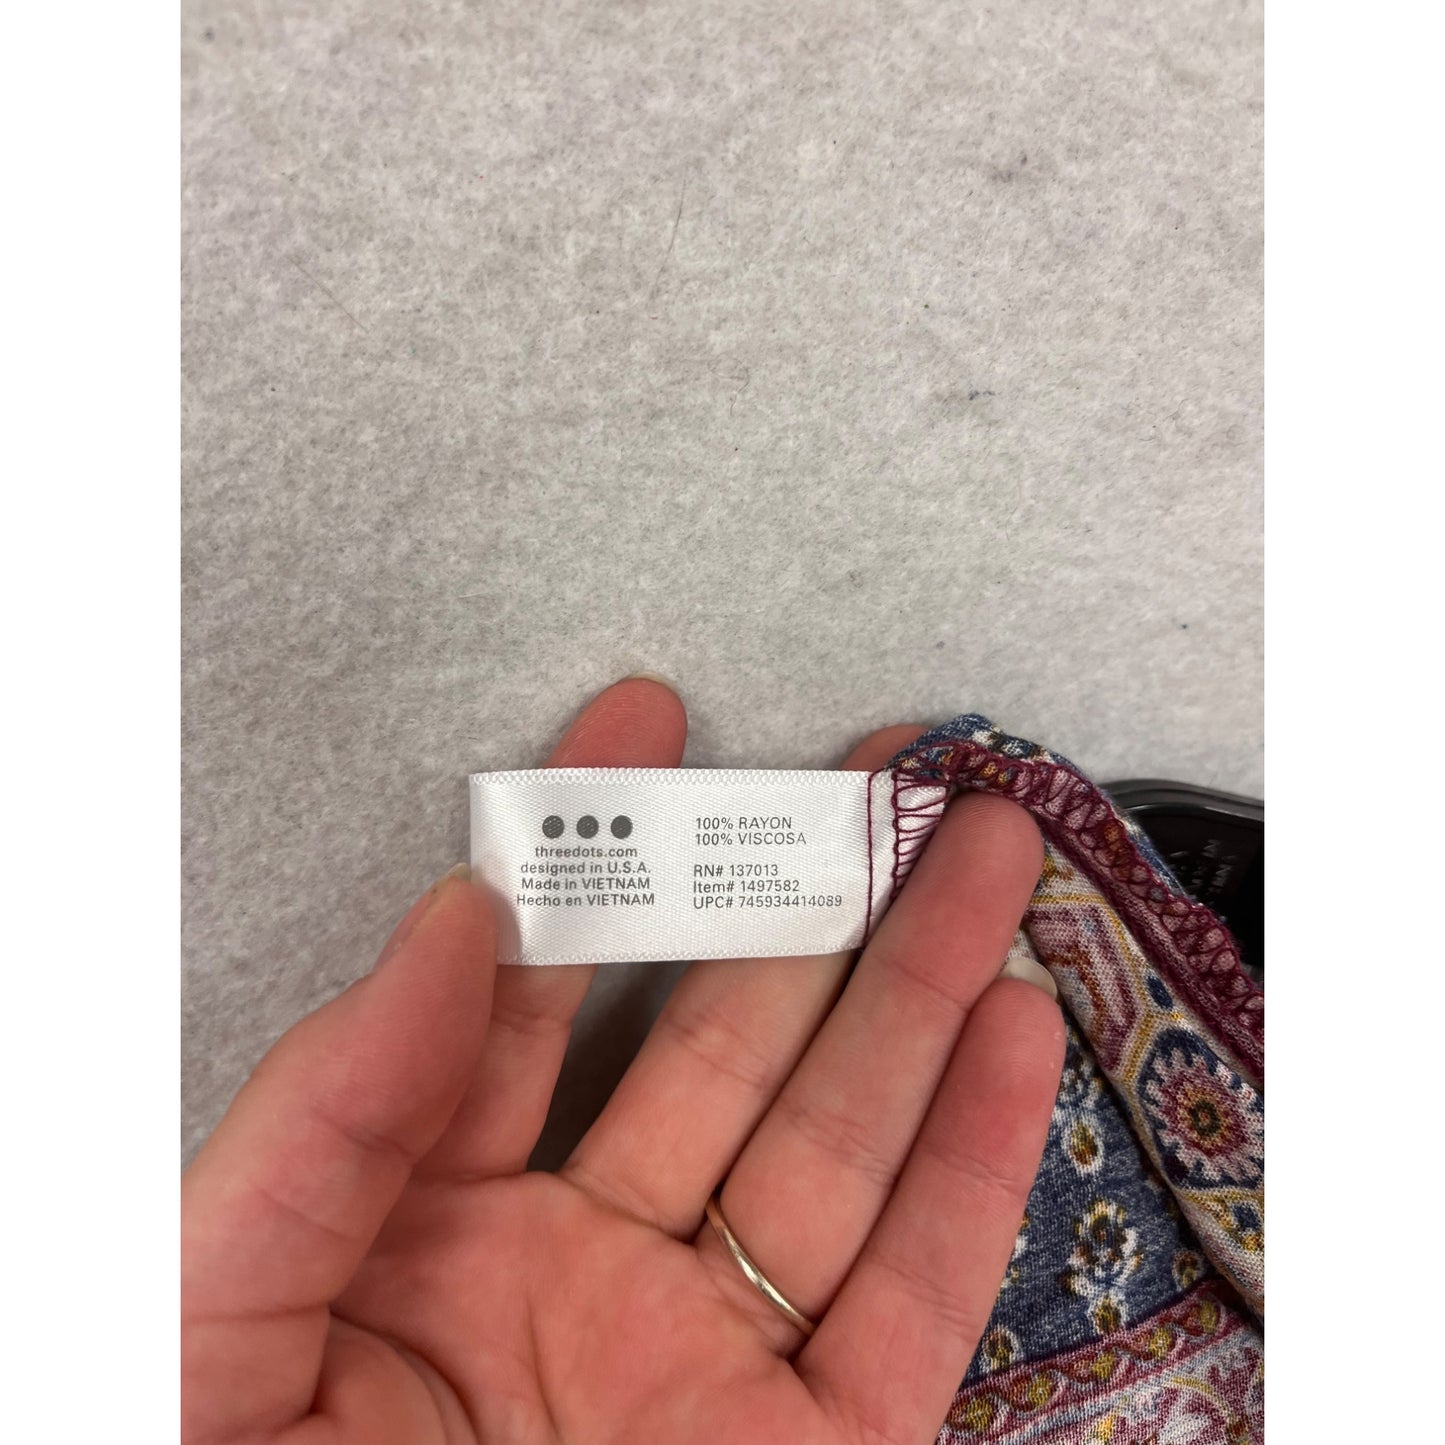 threedots.com
designed in U.S.A.
Made in VIETNAM
Hecho en VIETNAM
100% RAYON
100% VISCOSA
RN# 137013
Item# 1497582
UPC# 745934414089